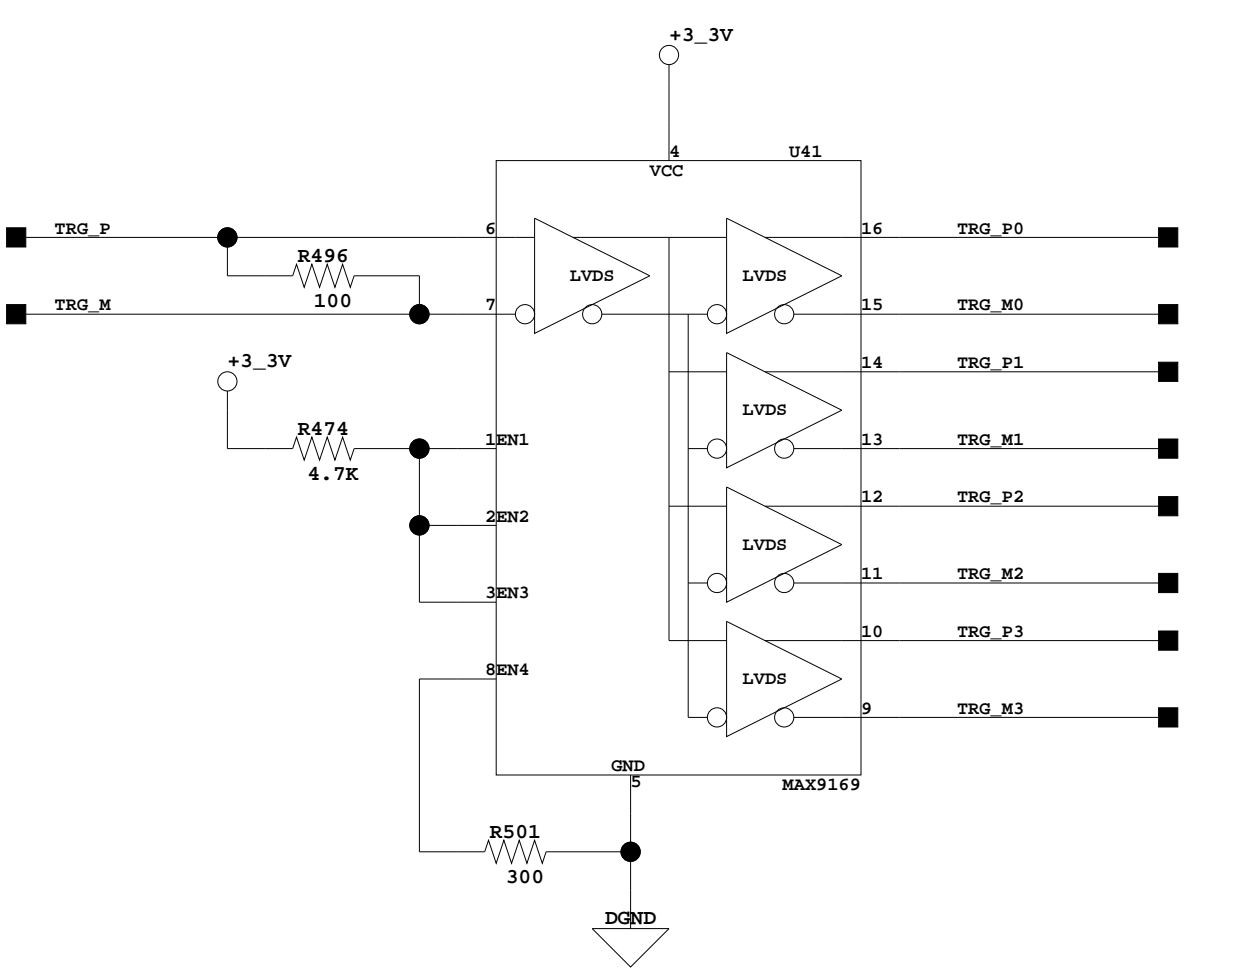 +3_3V
4
U41
VCC
TRG_P
6
16
TRG_P0
R496
LVDS
LVDS
100
TRG_M
7
15
TRG_M0
+3_3V
14
TRG_P1
LVDS
R474
1EN1
13
TRG_M1
4.7K
12
TRG_P2
2EN2
LVDS
11
TRG_M2
3EN3
10
TRG_P3
8EN4
LVDS
9
TRG_M3
GND
5
MAX9169
R501
300
DGND